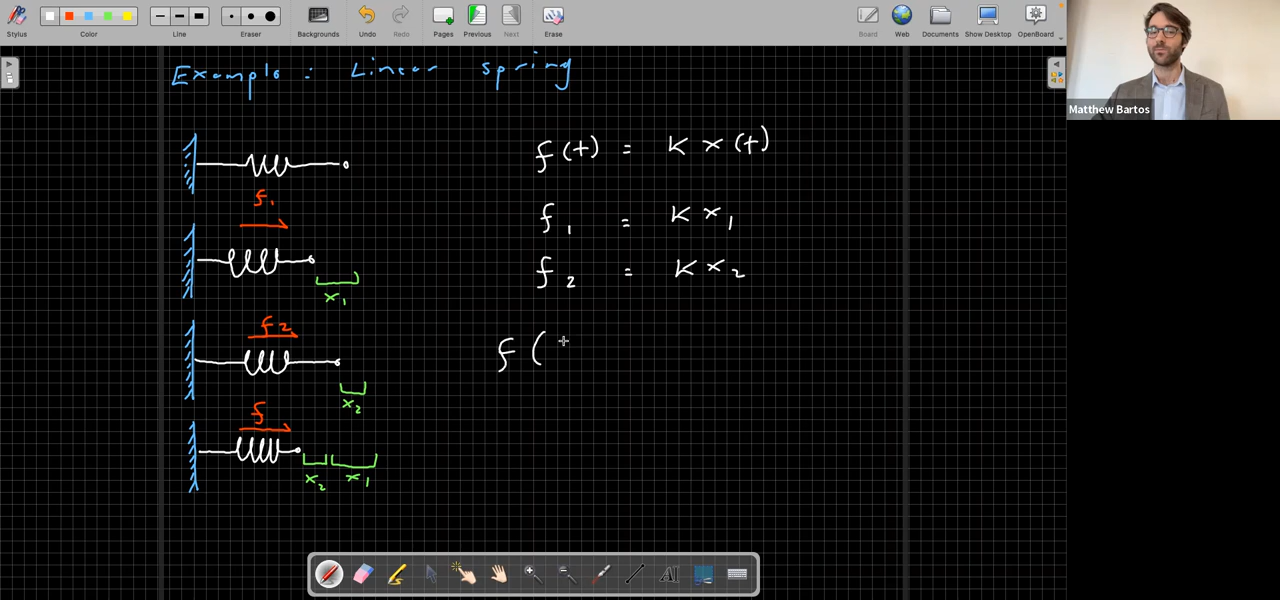 Stylus
Color
Line
Eraser
Backgrounds
Undo
Redo
Pages
Previous
Next
Erase
Board
Web
Documents
Show Desktop
OpenBoard
Matthew Bartos
Example: Linear spring
f(t) = K x(t)
f1
f1 = K x1
f2 = K x2
x1
f2
f (
x2
f
x2 x1
AI